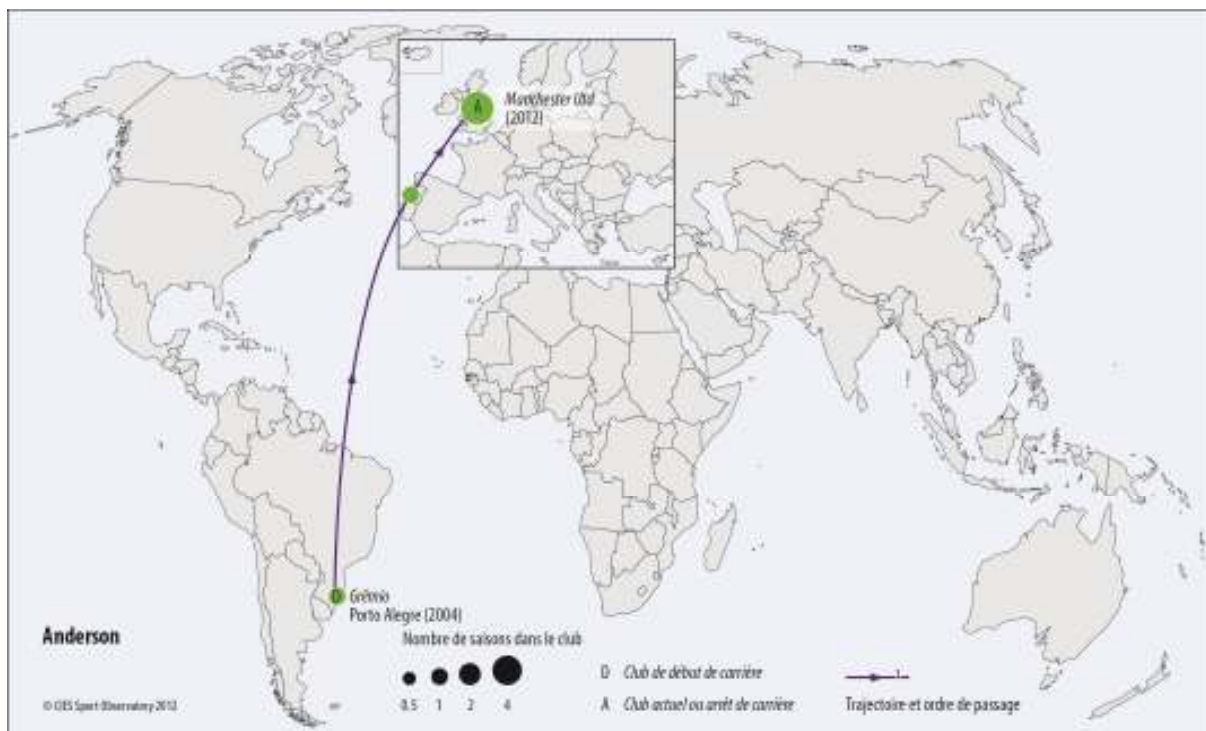 A
Manchester Utd
(2012)
D
Grêmio
Porto Alegre (2004)
Anderson
Nombre de saisons dans le club
0.5 1 2 4
D Club de début de carrière
A Club actuel ou arrêt de carrière
1
Trajectoire et ordre de passage
© CIES Sport Observatory 2012